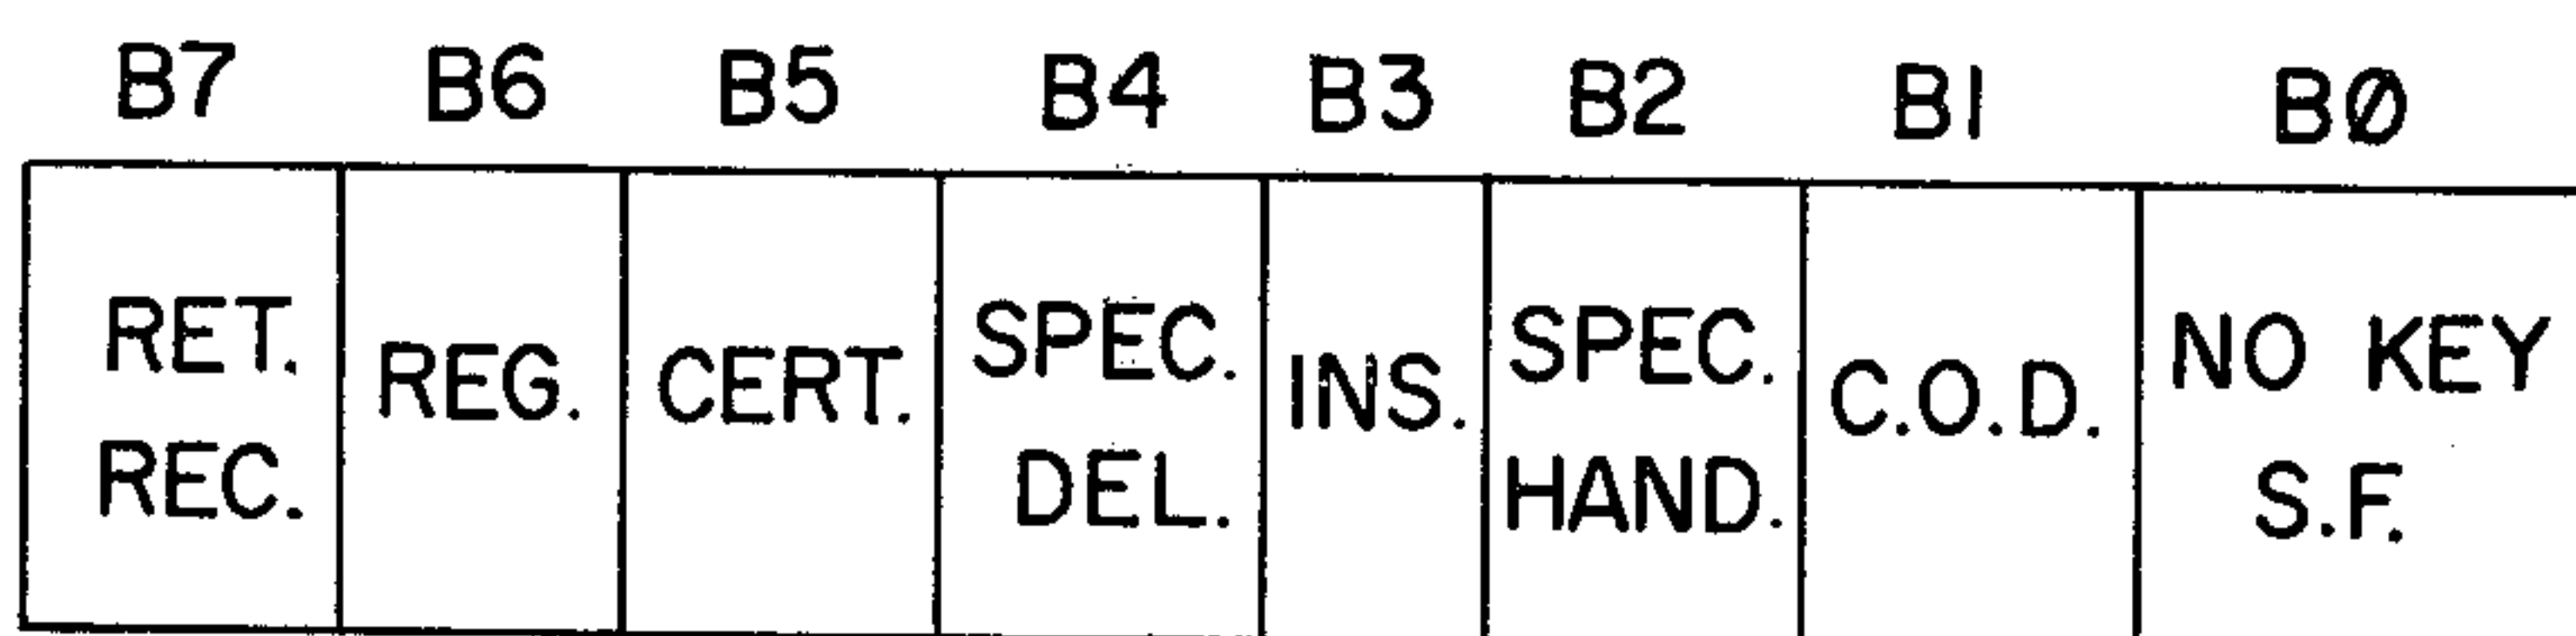 B7 B6 B5 B4 B3 B2 B1 BØ
RET. REC.
REG.
CERT.
SPEC. DEL.
INS.
SPEC. HAND.
C.O.D.
NO KEY S.F.